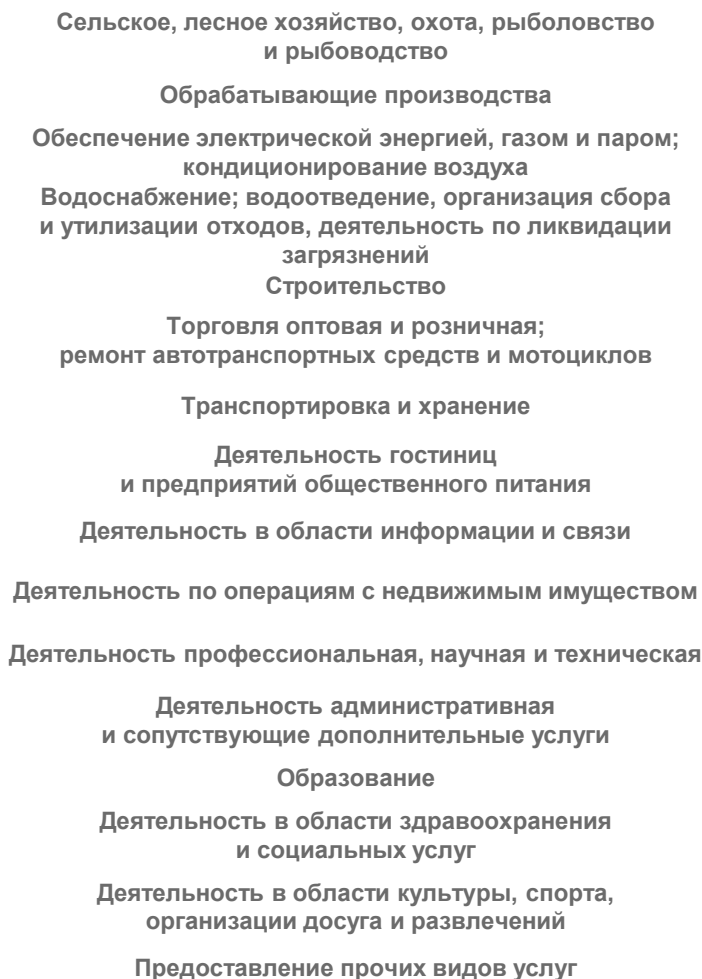 Сельское, лесное хозяйство, охота, рыболовство
и рыбоводство
Обрабатывающие производства
Обеспечение электрической энергией, газом и паром;
кондиционирование воздуха
Водоснабжение; водоотведение, организация сбора
и утилизации отходов, деятельность по ликвидации
загрязнений
Строительство
Торговля оптовая и розничная;
ремонт автотранспортных средств и мотоциклов
Транспортировка и хранение
Деятельность гостиниц
и предприятий общественного питания
Деятельность в области информации и связи
Деятельность по операциям с недвижимым имуществом
Деятельность профессиональная, научная и техническая
Деятельность административная
и сопутствующие дополнительные услуги
Образование
Деятельность в области здравоохранения
и социальных услуг
Деятельность в области культуры, спорта,
организации досуга и развлечений
Предоставление прочих видов услуг